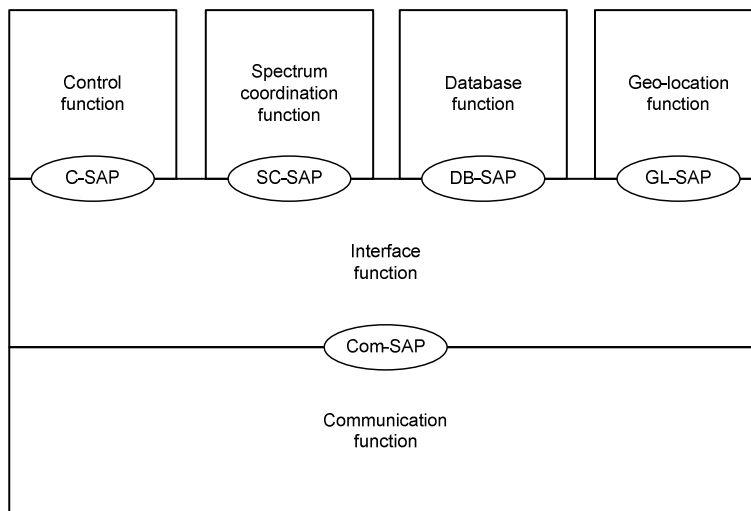 Control
function
Spectrum
coordination
function
Database
function
Geo-location
function
C-SAP
SC-SAP
DB-SAP
GL-SAP
Interface
function
Com-SAP
Communication
function